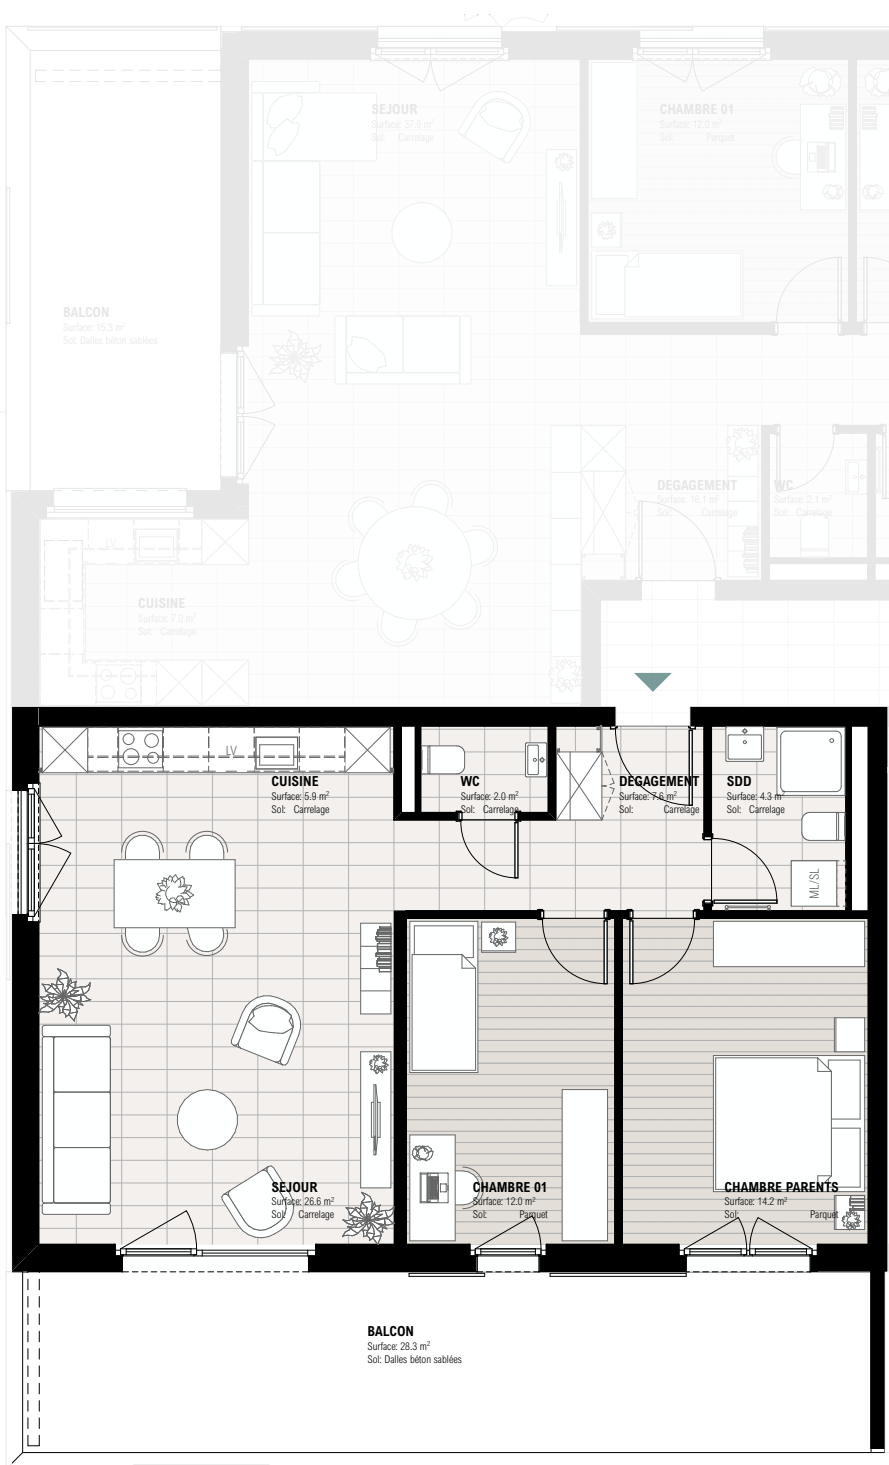 SEJOUR
Surface: 37.8 m²
Sol: Carrelage
CHAMBRE 01
Surface: 12.0 m²
Sol: Parquet
BALCON
Surface: 15.3 m²
Sol: Dalles béton sablées
DEGAGEMENT
Surface: 16.1 m²
Sol: Carrelage
WC
Surface: 2.1 m²
Sol: Carrelage
LV
CUISINE
Surface: 7.0 m²
Sol: Carrelage
LV
CUISINE
Surface: 5.9 m²
Sol: Carrelage
WC
Surface: 2.0 m²
Sol: Carrelage
DEGAGEMENT
Surface: 7.6 m²
Sol: Carrelage
SDD
Surface: 4.3 m²
Sol: Carrelage
ML/SL
SEJOUR
Surface: 26.6 m²
Sol: Carrelage
CHAMBRE 01
Surface: 12.0 m²
Sol: Parquet
CHAMBRE PARENTS
Surface: 14.2 m²
Sol: Parquet
BALCON
Surface: 28.3 m²
Sol: Dalles béton sablées